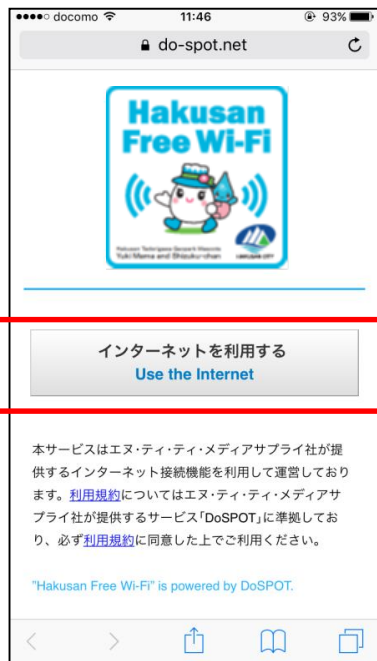 docomo 11:46 93%
do-spot.net
Hakusan
Free Wi-Fi
Hakusan Tedorigawa Geopark Mascots
Yuki Mama and Shizuku-chan
HAKUSAN CITY
インターネットを利用する
Use the Internet
本サービスはエヌ・ティ・ティ・メディアサプライ社が提
供するインターネット接続機能を利用して運営しており
ます。利用規約についてはエヌ・ティ・ティ・メディアサ
プライ社が提供するサービス「DoSPOT」に準拠してお
り、必ず利用規約に同意した上でご利用ください。
"Hakusan Free Wi-Fi" is powered by DoSPOT.